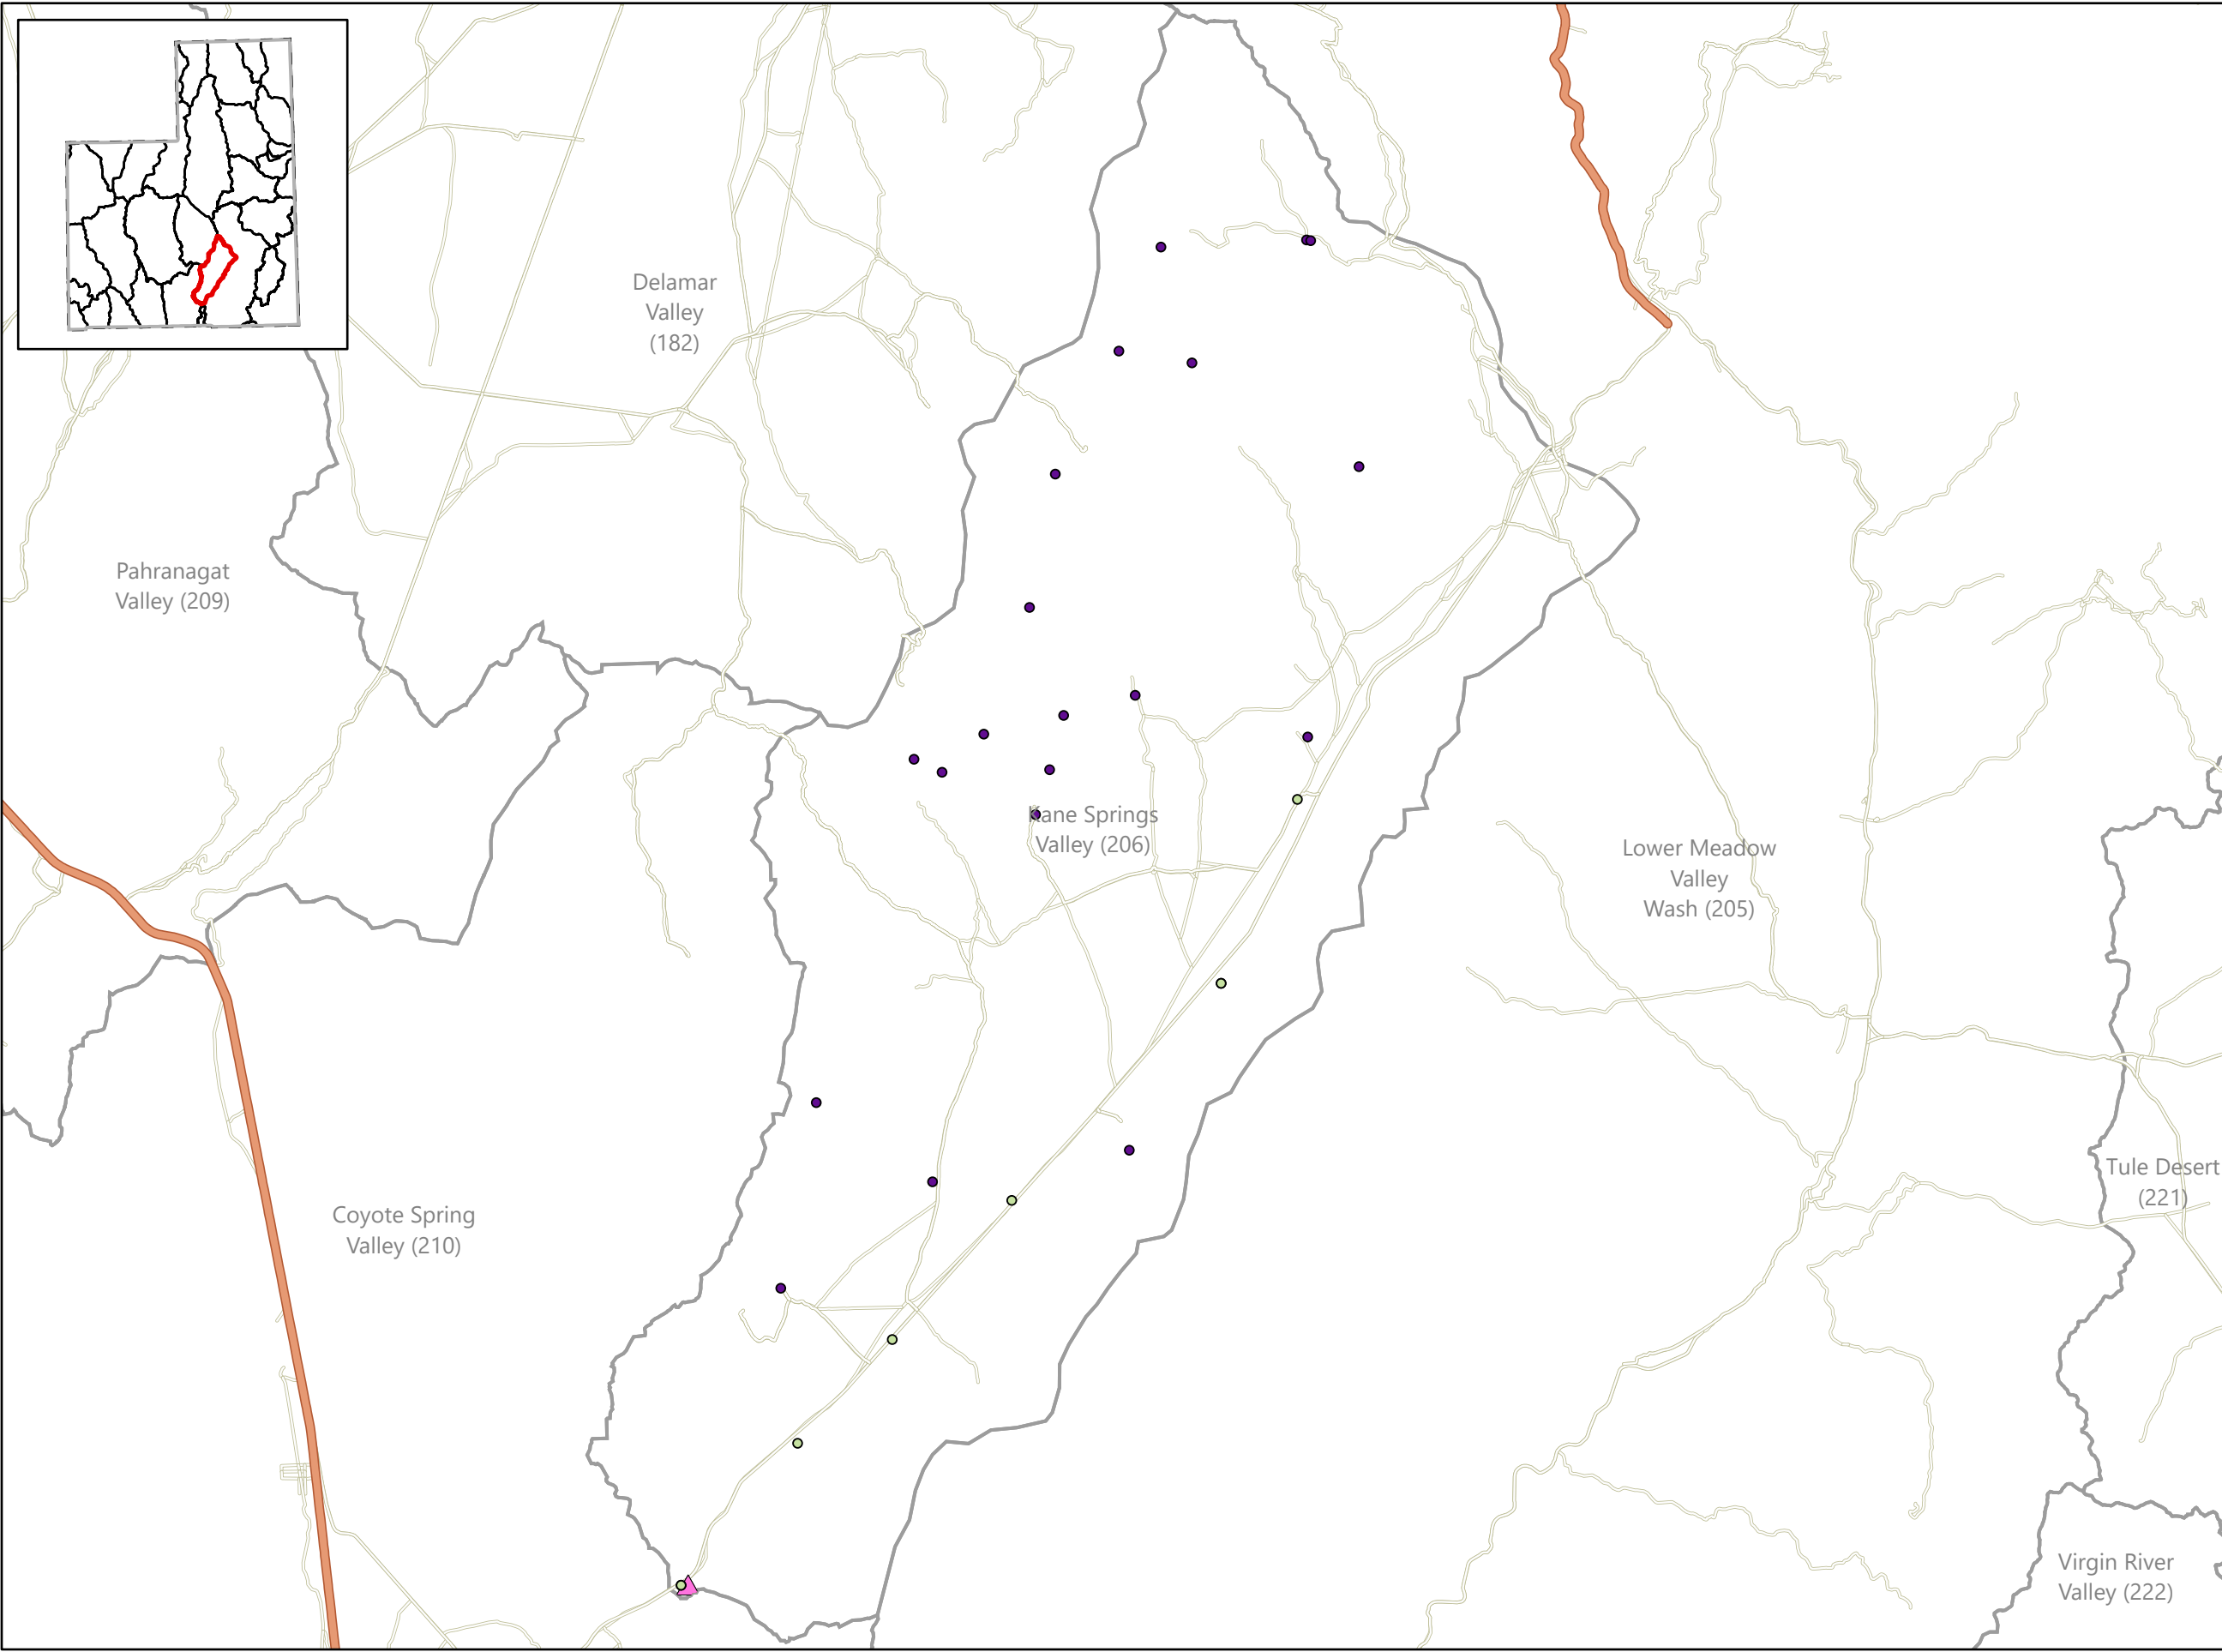 Delamar
Valley
(182)
Pahranagat
Valley (209)
Kane Springs
Valley (206)
Lower Meadow
Valley
Wash (205)
Tule Desert
(221)
Coyote Spring
Valley (210)
Virgin River
Valley (222)